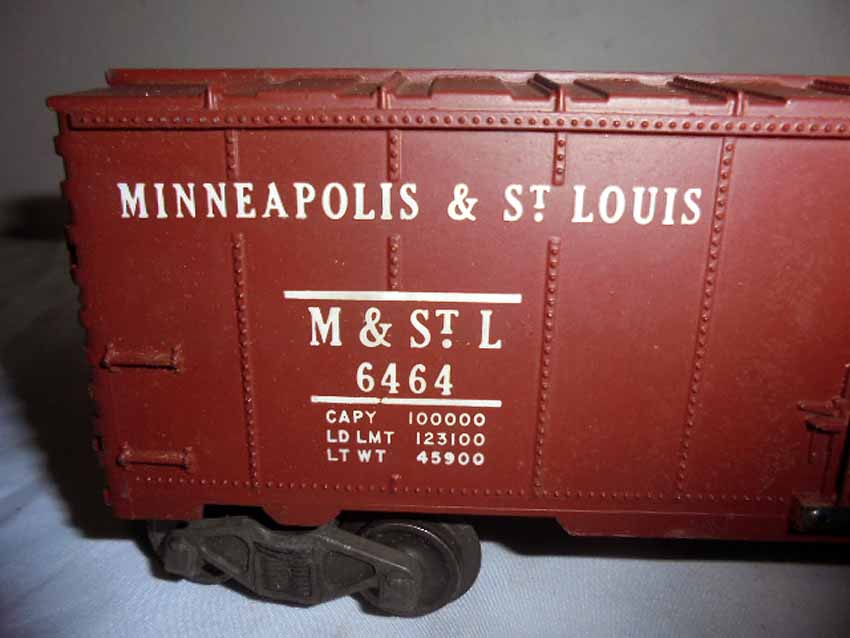 MINNEAPOLIS & ST. LOUIS
M & ST. L
6464
CAPY 100000
LD LMT 123100
LT WT 45900